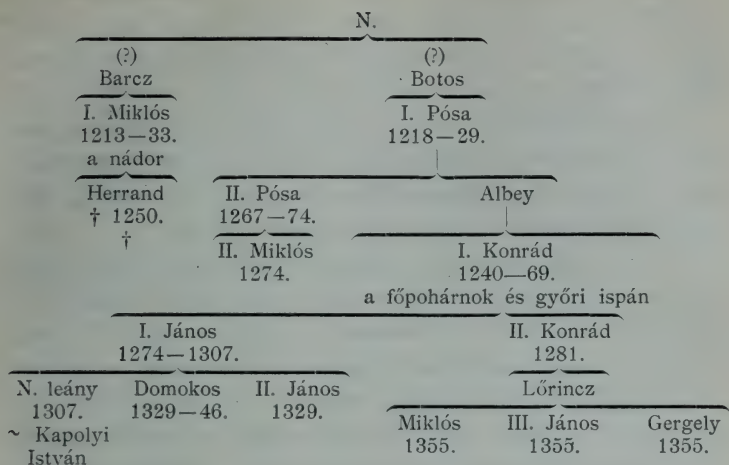 N.
(?) (?)
Barcz Botos
I. Miklós I. Pósa
1213—33. 1218—29.
a nádor
Herrand II. Pósa Albey
† 1250. 1267—74.
†
II. Miklós I. Konrád
1274. 1240—69.
a főpohárnok és győri ispán
I. János II. Konrád
1274—1307. 1281.
N. leány Domokos II. János Lőrincz
1307. 1329—46. 1329.
~ Kapolyi Miklós III. János Gergely
István 1355. 1355. 1355.